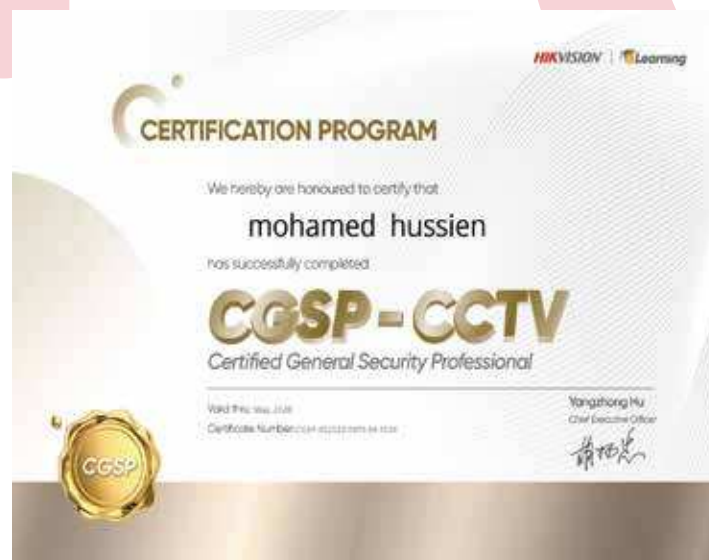 HIKVISION | eLearning
CERTIFICATION PROGRAM
We hereby are honoured to certify that
mohamed hussien
has successfully completed
CGSP-CCTV
Certified General Security Professional
Valid thru:
Certificate Number:
Yangzhong Hu
Chief Executive Officer
CGSP